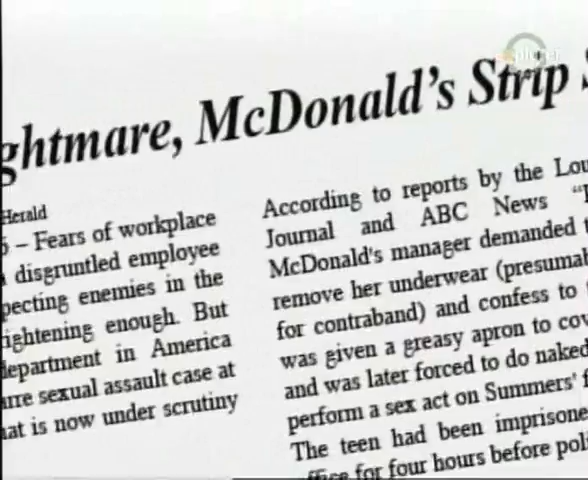 ghtmare, McDonald's Strip
Herald
– Fears of workplace
disgruntled employee
pecting enemies in the
ightening enough. But
department in America
rre sexual assault case at
at is now under scrutiny
According to reports by the Lou
Journal and ABC News
McDonald's manager demanded
remove her underwear (presumab
for contraband) and confess to
was given a greasy apron to cov
and was later forced to do naked
perform a sex act on Summers' f
The teen had been imprisone
office for four hours before poli